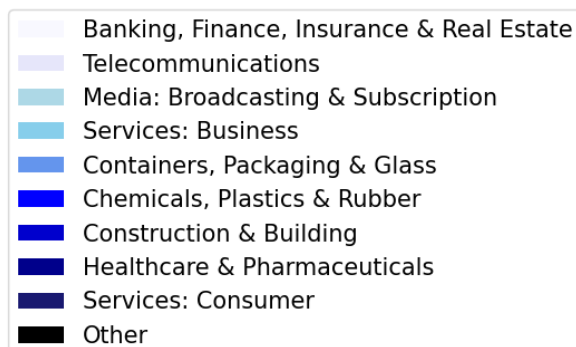 Banking, Finance, Insurance & Real Estate
Telecommunications
Media: Broadcasting & Subscription
Services: Business
Containers, Packaging & Glass
Chemicals, Plastics & Rubber
Construction & Building
Healthcare & Pharmaceuticals
Services: Consumer
Other